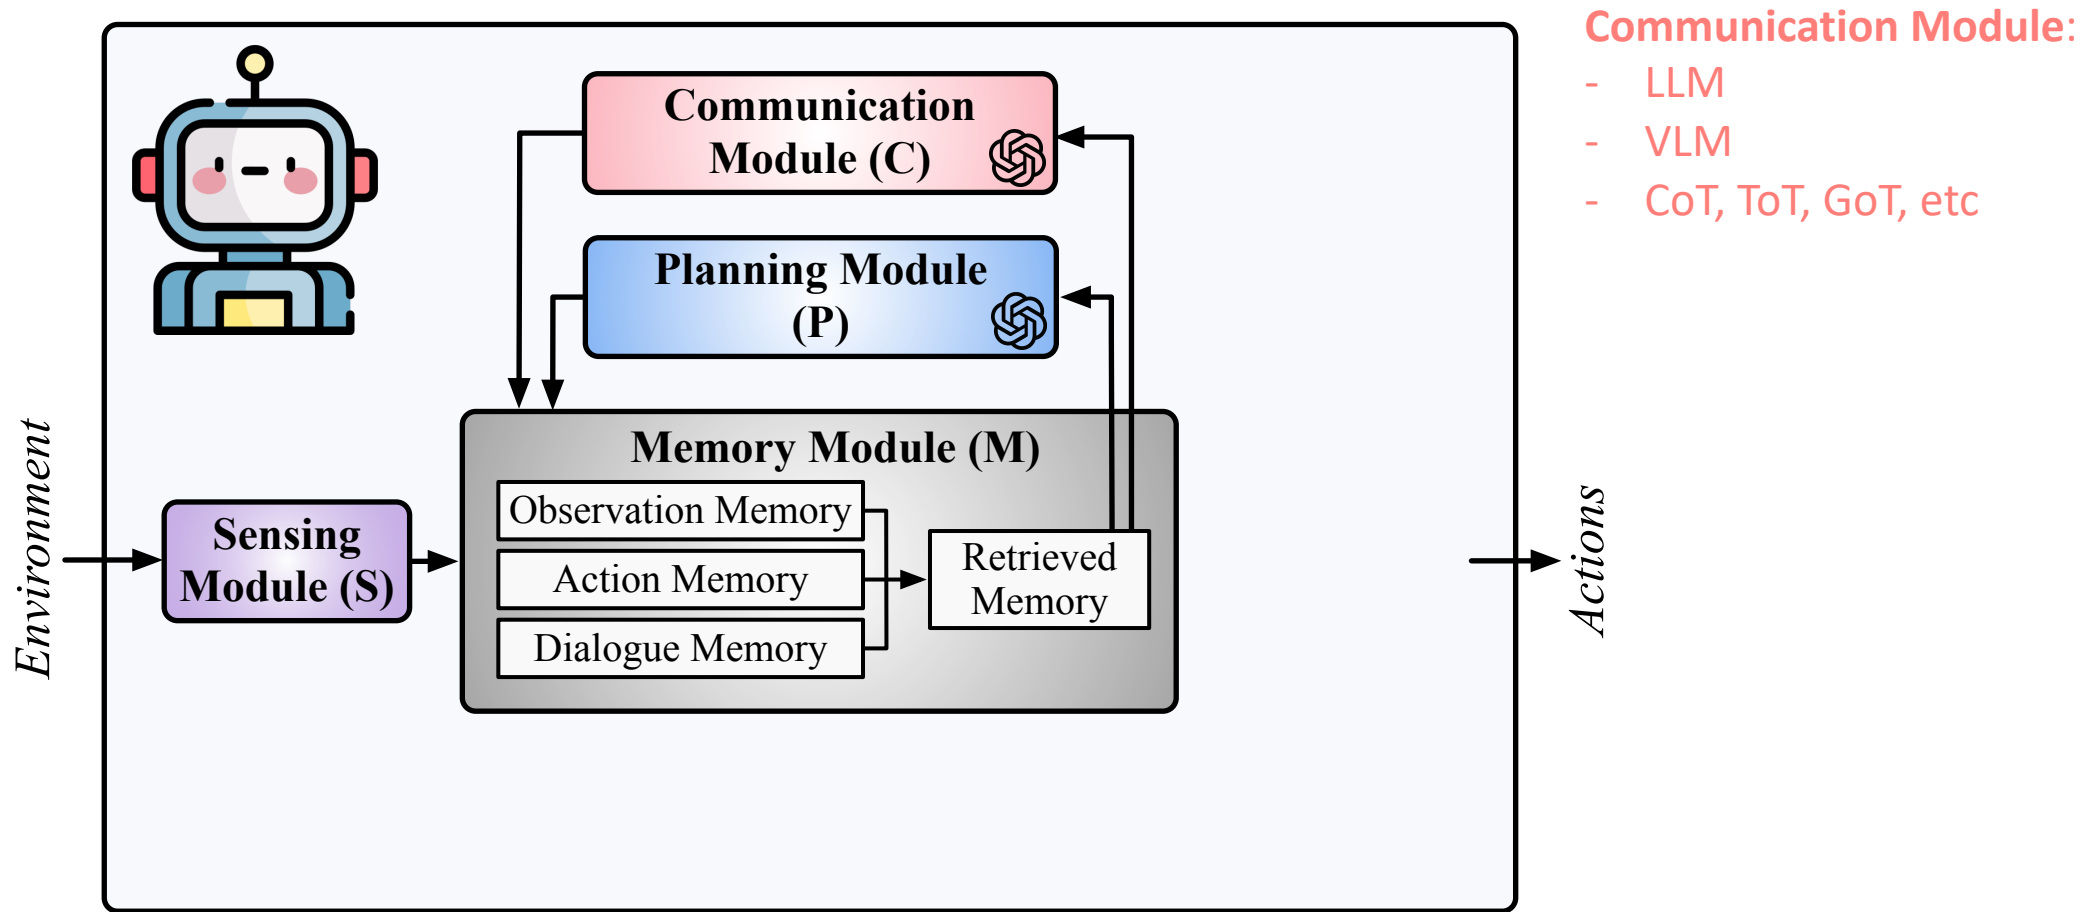 Communication
Module (C)
Planning Module
(P)
Memory Module (M)
Observation Memory
Action Memory
Dialogue Memory
Retrieved
Memory
Sensing
Module (S)
Environment
Actions
Communication Module:
- LLM
- VLM
- CoT, ToT, GoT, etc